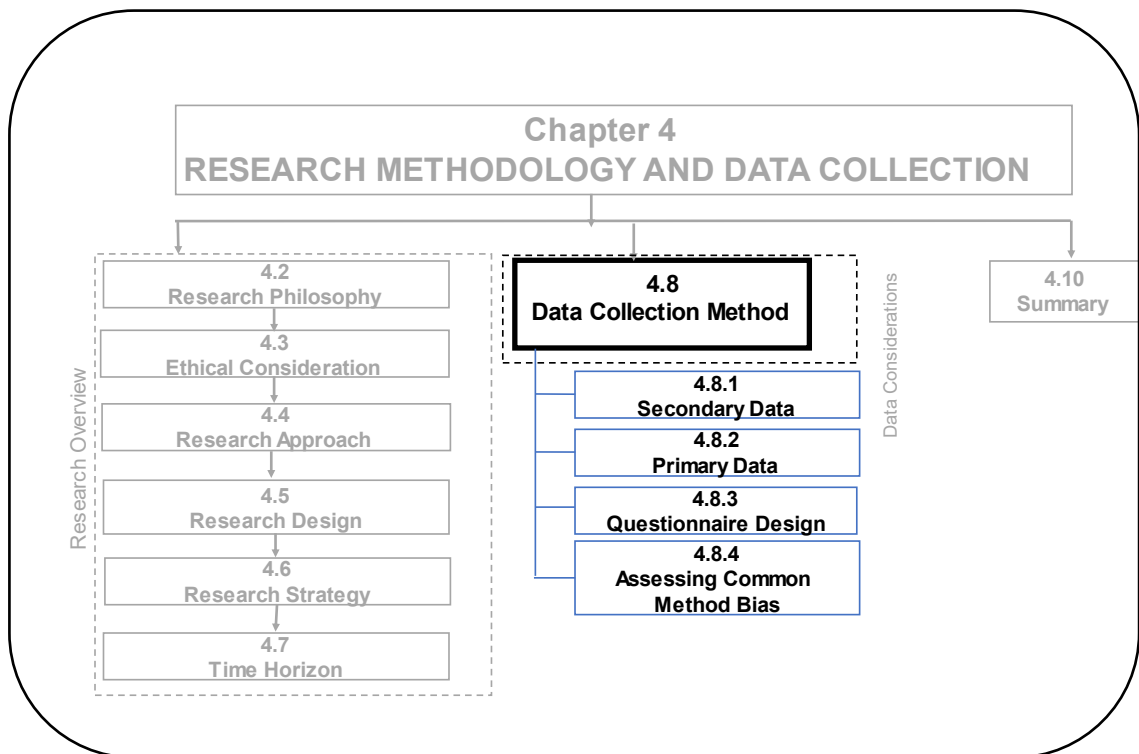 Chapter 4
RESEARCH METHODOLOGY AND DATA COLLECTION
Research Overview
4.2
Research Philosophy
4.3
Ethical Consideration
4.4
Research Approach
4.5
Research Design
4.6
Research Strategy
4.7
Time Horizon
4.8
Data Collection Method
4.8.1
Secondary Data
4.8.2
Primary Data
4.8.3
Questionnaire Design
4.8.4
Assessing Common
Method Bias
Data Considerations
4.10
Summary